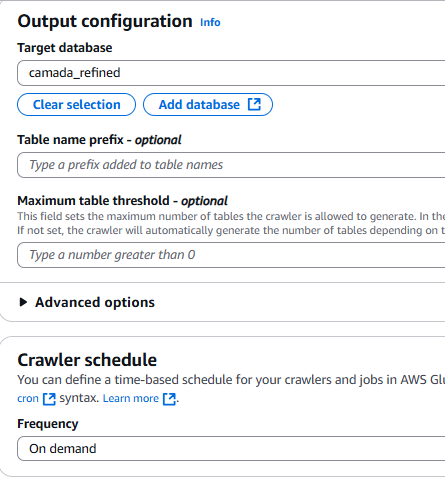 Output configuration Info
Target database
camada_refined
Clear selection
Add database
Table name prefix - optional
Type a prefix added to table names
Maximum table threshold - optional
This field sets the maximum number of tables the crawler is allowed to generate. In the
If not set, the crawler will automatically generate the number of tables depending on t
Type a number greater than 0
Advanced options
Crawler schedule
You can define a time-based schedule for your crawlers and jobs in AWS Glu
cron syntax. Learn more.
Frequency
On demand